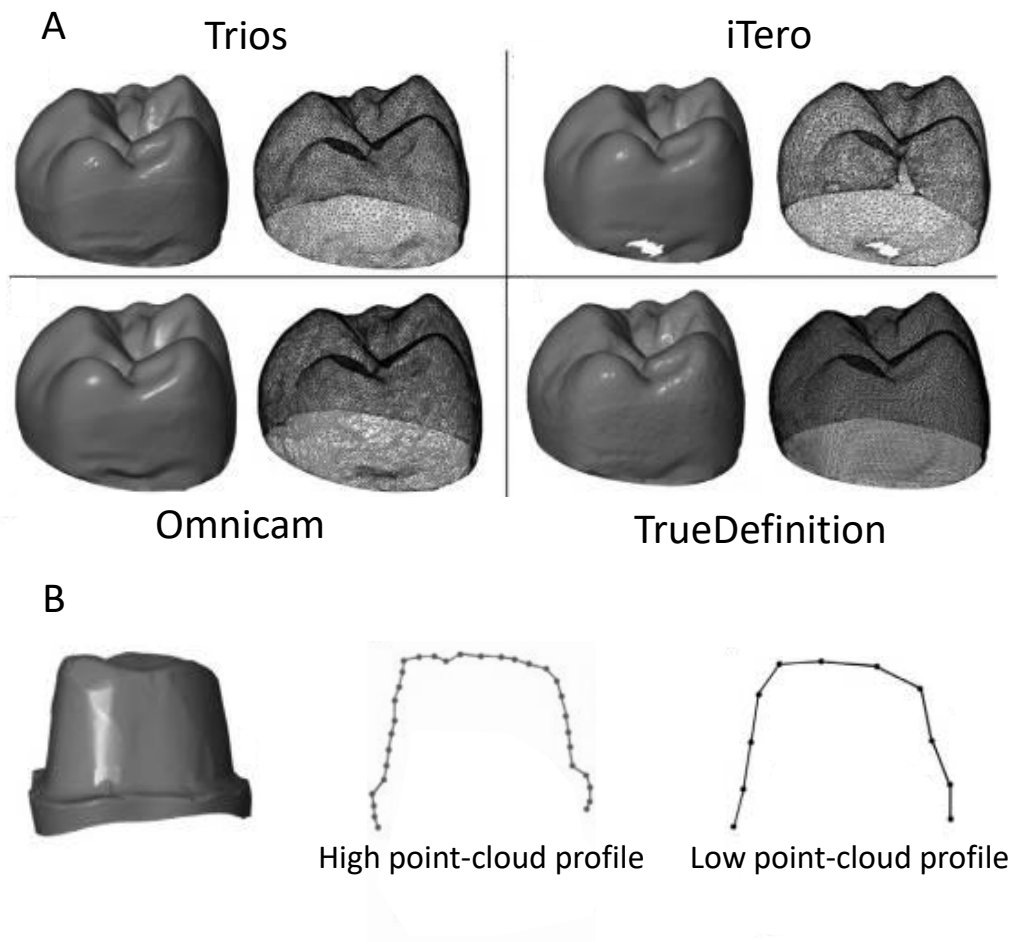 A
Trios
iTero
Omnicam
TrueDefinition
B
High point-cloud profile
Low point-cloud profile